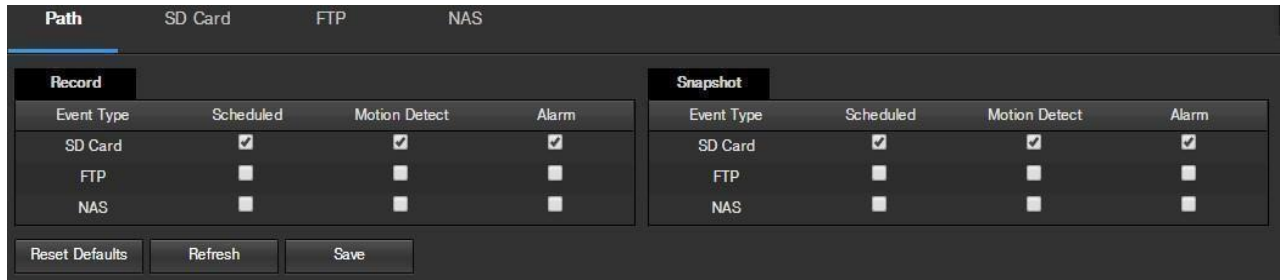 Path SD Card FTP NAS
Record
Event Type Scheduled Motion Detect Alarm
SD Card
FTP
NAS
Snapshot
Event Type Scheduled Motion Detect Alarm
SD Card
FTP
NAS
Reset Defaults Refresh Save